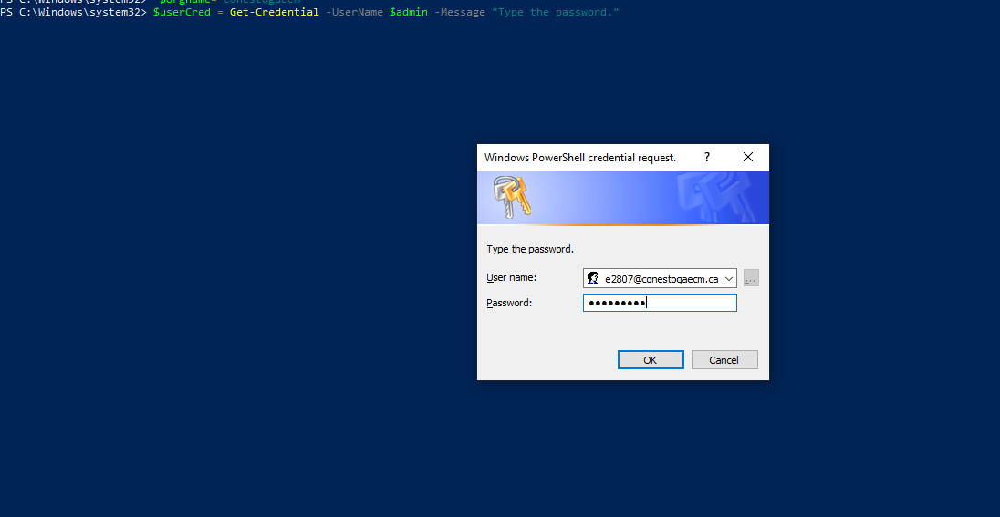 PS C:\Windows\system32> $orgname="conestogaecm"
PS C:\Windows\system32> $userCred = Get-Credential -UserName $admin -Message "Type the password."
Windows PowerShell credential request. ?
Type the password.
User name: e2807@conestogaecm.ca ...
Password: ●●●●●●●●●
OK Cancel